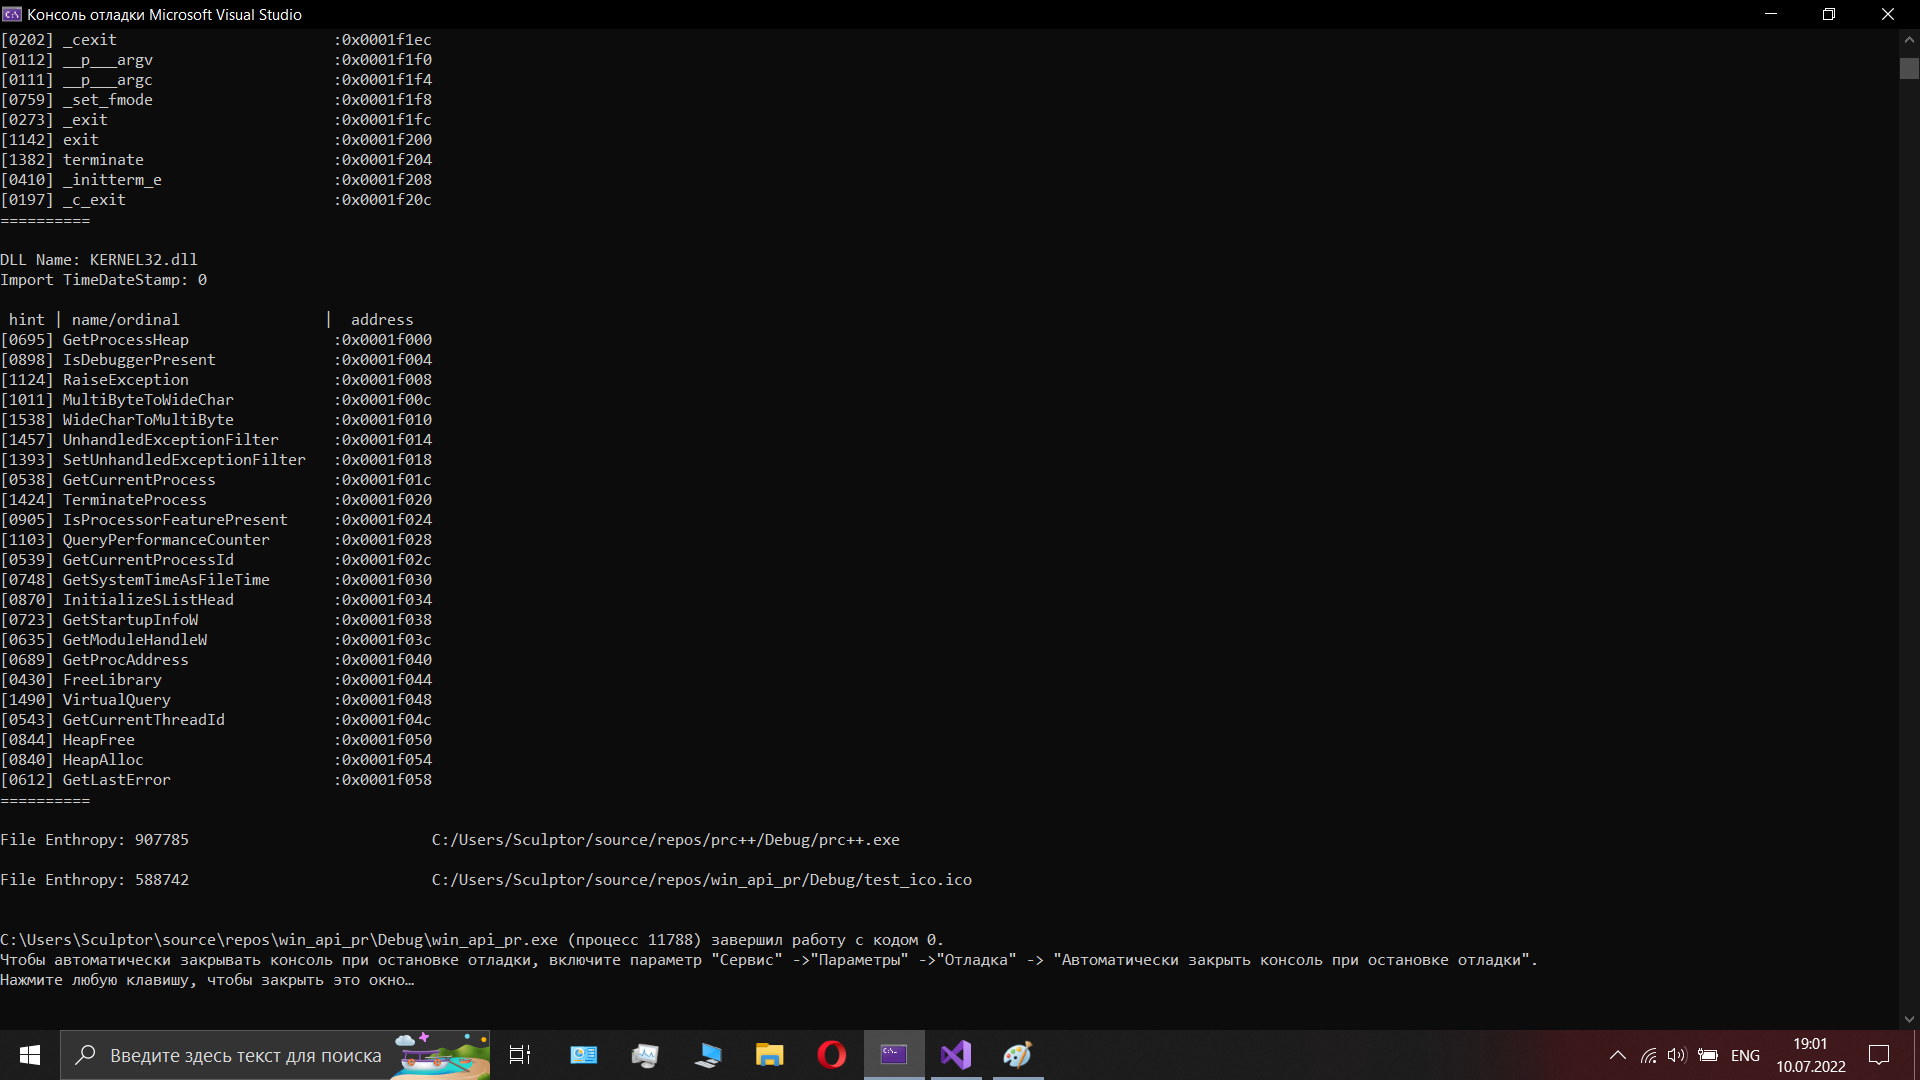 Консоль отладки Microsoft Visual Studio
[0202] _cexit :0x0001f1ec
[0112] __p___argv :0x0001f1f0
[0111] __p___argc :0x0001f1f4
[0759] _set_fmode :0x0001f1f8
[0273] _exit :0x0001f1fc
[1142] exit :0x0001f200
[1382] terminate :0x0001f204
[0410] _initterm_e :0x0001f208
[0197] _c_exit :0x0001f20c
==========
DLL Name: KERNEL32.dll
Import TimeDateStamp: 0
hint | name/ordinal | address
[0695] GetProcessHeap :0x0001f000
[0898] IsDebuggerPresent :0x0001f004
[1124] RaiseException :0x0001f008
[1011] MultiByteToWideChar :0x0001f00c
[1538] WideCharToMultiByte :0x0001f010
[1457] UnhandledExceptionFilter :0x0001f014
[1393] SetUnhandledExceptionFilter :0x0001f018
[0538] GetCurrentProcess :0x0001f01c
[1424] TerminateProcess :0x0001f020
[0905] IsProcessorFeaturePresent :0x0001f024
[1103] QueryPerformanceCounter :0x0001f028
[0539] GetCurrentProcessId :0x0001f02c
[0748] GetSystemTimeAsFileTime :0x0001f030
[0870] InitializeSListHead :0x0001f034
[0723] GetStartupInfoW :0x0001f038
[0635] GetModuleHandleW :0x0001f03c
[0689] GetProcAddress :0x0001f040
[0430] FreeLibrary :0x0001f044
[1490] VirtualQuery :0x0001f048
[0543] GetCurrentThreadId :0x0001f04c
[0844] HeapFree :0x0001f050
[0840] HeapAlloc :0x0001f054
[0612] GetLastError :0x0001f058
==========
File Enthropy: 907785 C:/Users/Sculptor/source/repos/prc++/Debug/prc++.exe
File Enthropy: 588742 C:/Users/Sculptor/source/repos/win_api_pr/Debug/test_ico.ico
C:\Users\Sculptor\source\repos\win_api_pr\Debug\win_api_pr.exe (процесс 11788) завершил работу с кодом 0.
Чтобы автоматически закрывать консоль при остановке отладки, включите параметр "Сервис" ->"Параметры" ->"Отладка" -> "Автоматически закрыть консоль при остановке отладки".
Нажмите любую клавишу, чтобы закрыть это окно…
Введите здесь текст для поиска
ENG
19:01
10.07.2022